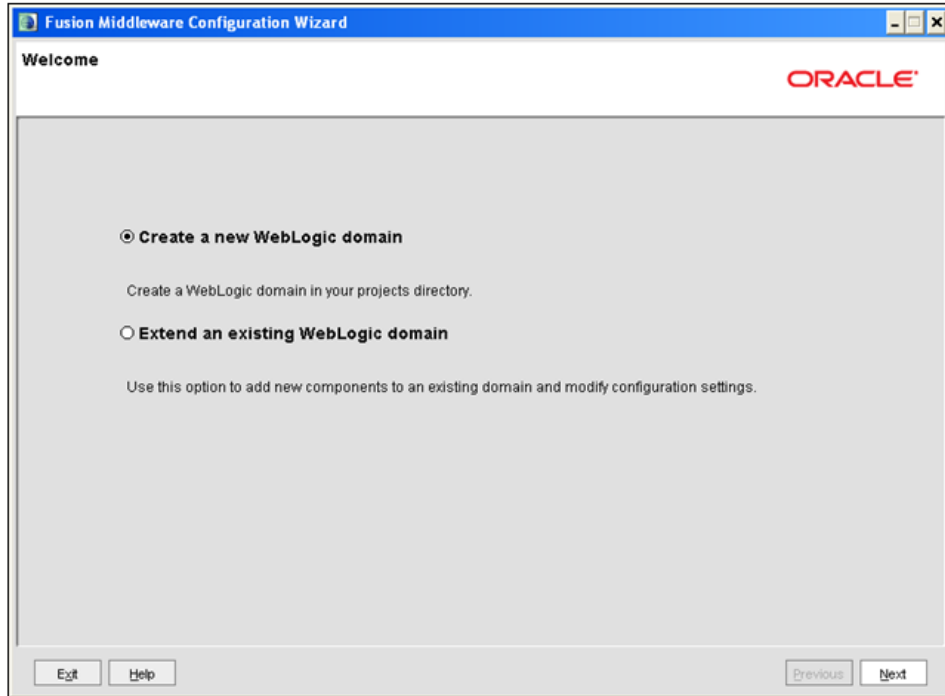 Fusion Middleware Configuration Wizard
Welcome
ORACLE
Create a new WebLogic domain
Create a WebLogic domain in your projects directory.
Extend an existing WebLogic domain
Use this option to add new components to an existing domain and modify configuration settings.
Exit Help Previous Next